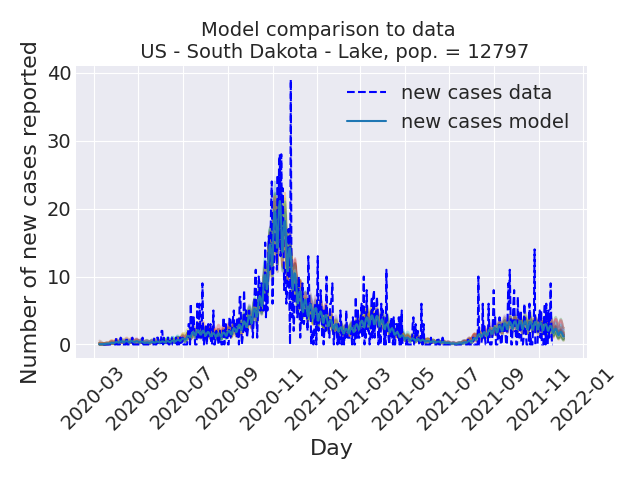 Model comparison to data
US - South Dakota - Lake, pop. = 12797
Number of new cases reported
40
30
20
10
0
new cases data
new cases model
2020-03
2020-05
2020-07
2020-09
2020-11
2021-01
2021-03
2021-05
2021-07
2021-09
2021-11
2022-01
Day